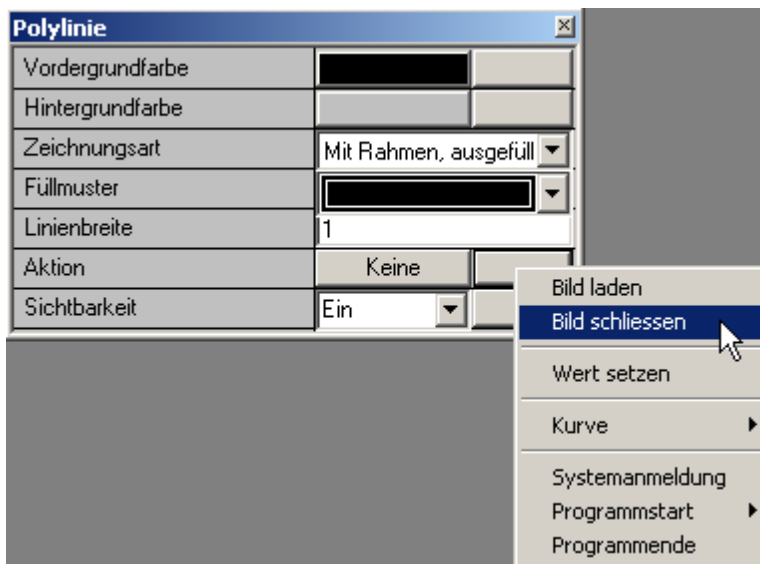 Polylinie
Vordergrundfarbe
Hintergrundfarbe
Zeichnungsart Mit Rahmen, ausgefüll
Füllmuster
Linienbreite 1
Aktion Keine
Sichtbarkeit Ein
Bild laden
Bild schliessen
Wert setzen
Kurve
Systemanmeldung
Programmstart
Programmende